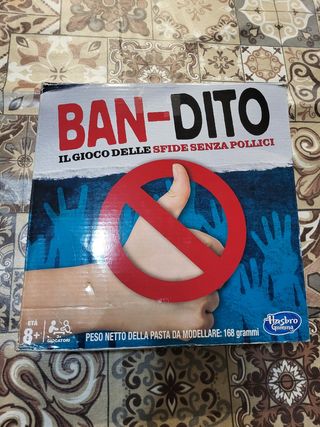 BAN-DITO
IL GIOCO DELLE SFIDE SENZA POLLICI
ETÀ
8+
GIOCATORI
PESO NETTO DELLA PASTA DA MODELLARE: 168 grammi
Hasbro
Gaming